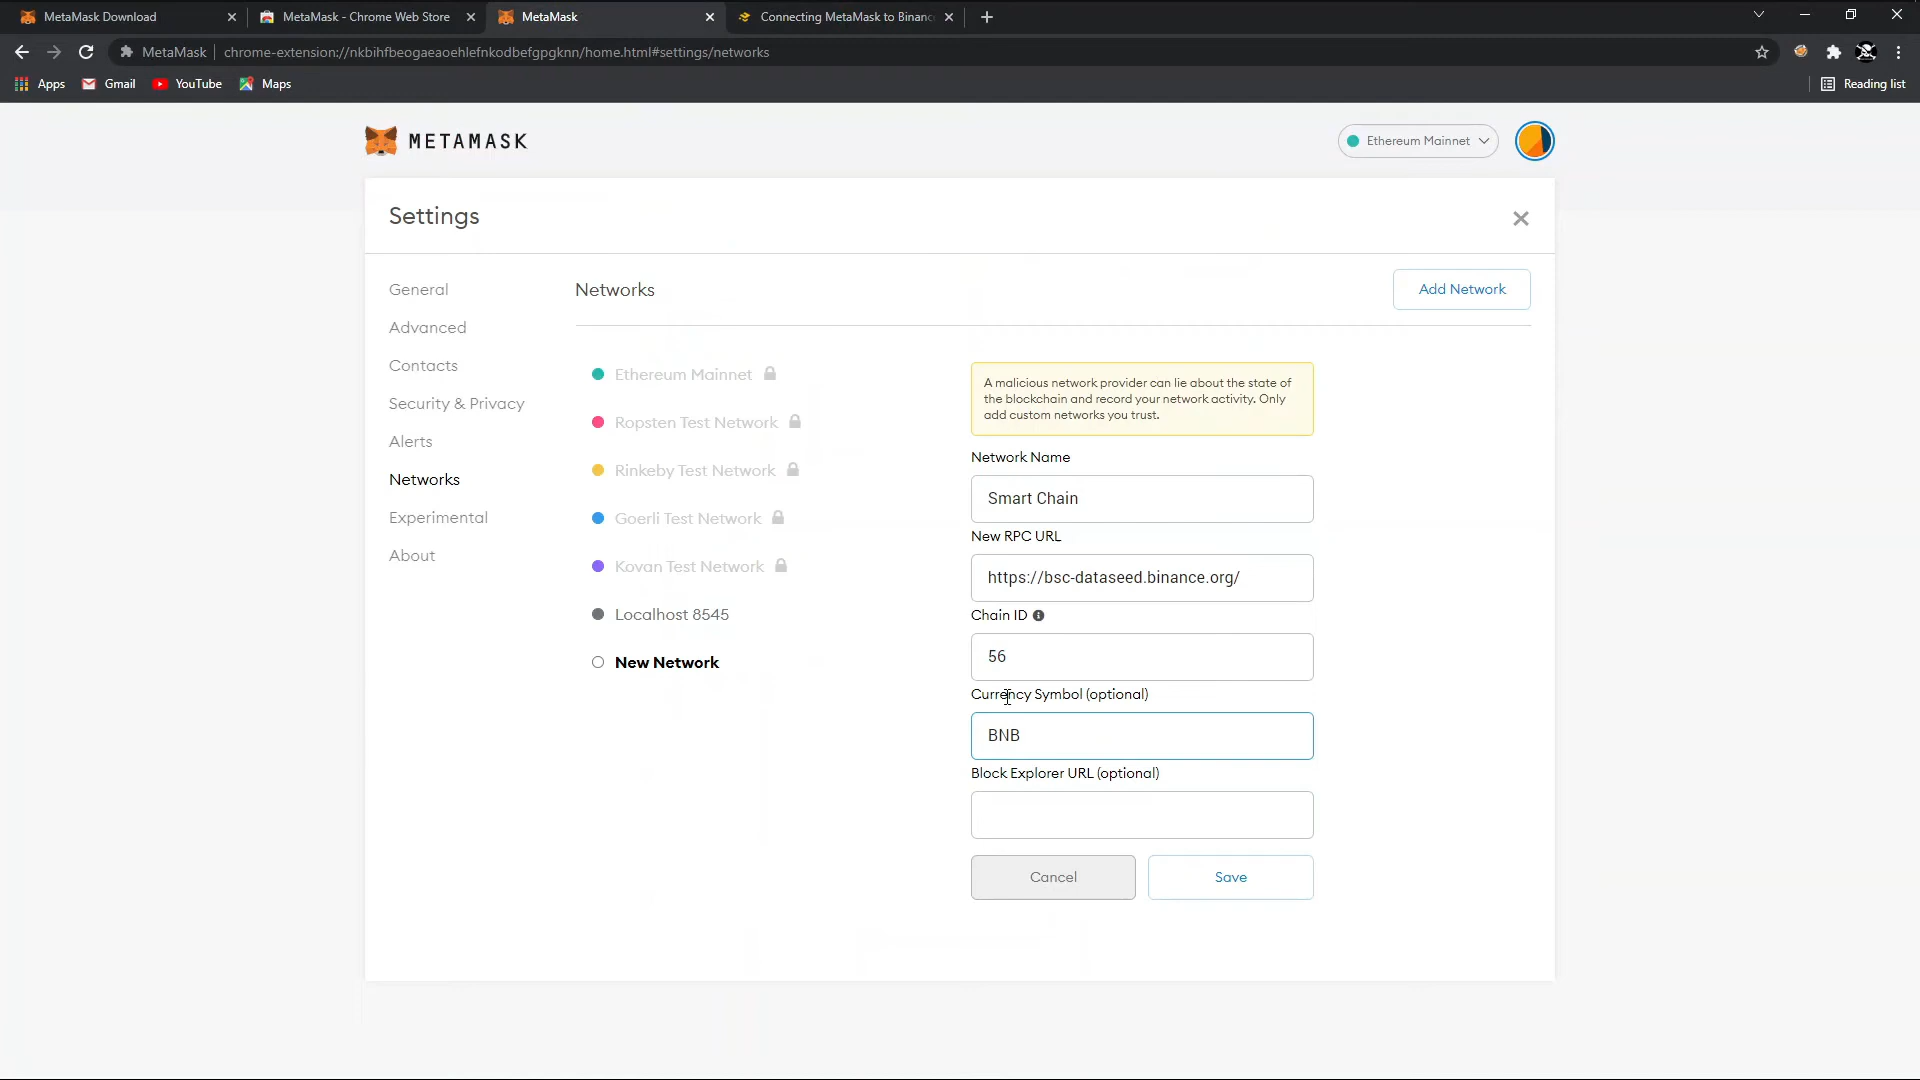 MetaMask Download
MetaMask - Chrome Web Store
MetaMask
Connecting MetaMask to Binanc
MetaMask
chrome-extension://nkbihfbeogaeaoehlefnkodbefgpgknn/home.html#settings/networks
Apps
Gmail
YouTube
Maps
Reading list
METAMASK
Ethereum Mainnet
Settings
General
Advanced
Contacts
Security & Privacy
Alerts
Networks
Experimental
About
Networks
Add Network
Ethereum Mainnet
Ropsten Test Network
Rinkeby Test Network
Goerli Test Network
Kovan Test Network
Localhost 8545
New Network
A malicious network provider can lie about the state of
the blockchain and record your network activity. Only
add custom networks you trust.
Network Name
Smart Chain
New RPC URL
https://bsc-dataseed.binance.org/
Chain ID
56
Currency Symbol (optional)
BNB
Block Explorer URL (optional)
Cancel
Save